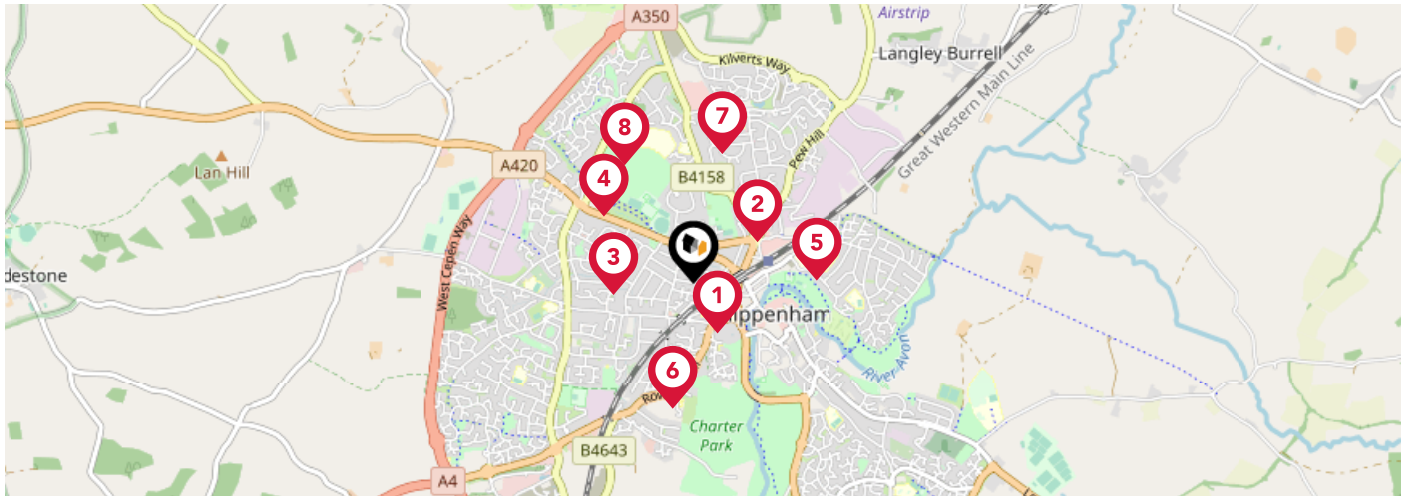 A350
Airstrip
Langley Burrell
Kilverts Way
Great Western Main Line
7
8
Pew Hill
A420
Lan Hill
4
B4158
2
West Cepen Way
3
5
destone
1
ippenham
River Avon
6
Charter
Park
B4643
A4